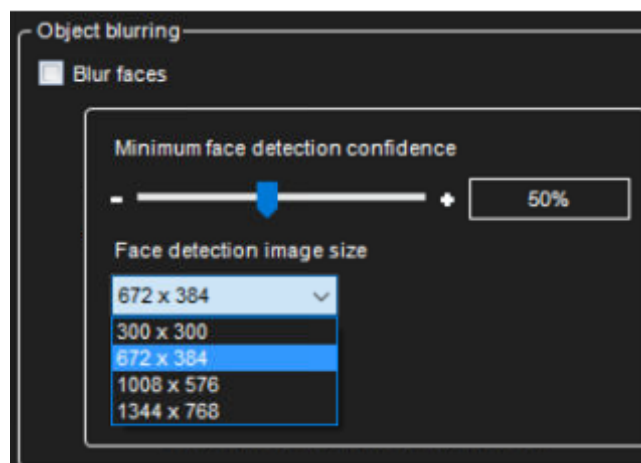 Object blurring
Blur faces
Minimum face detection confidence
- + 50%
Face detection image size
672 x 384
300 x 300
672 x 384
1008 x 576
1344 x 768